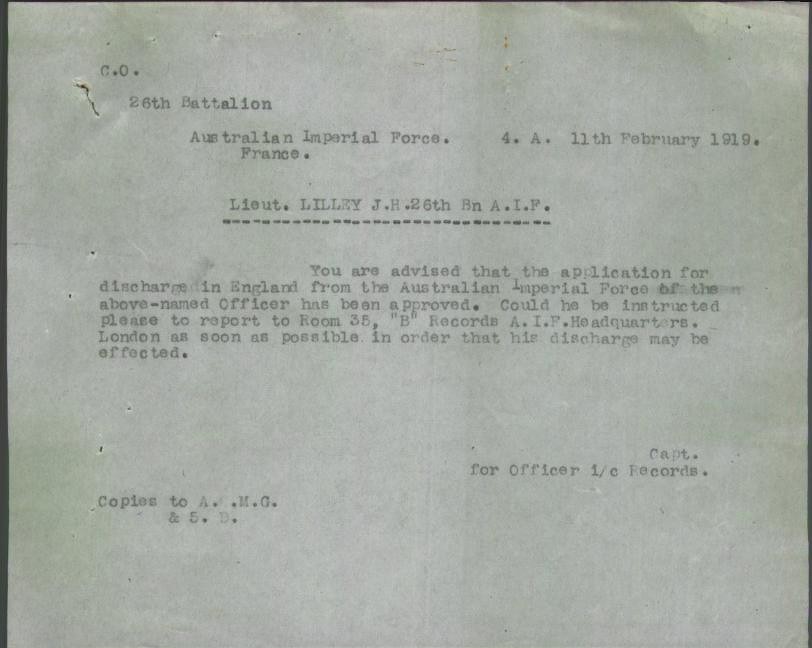 C.O.
26th Battalion
Australian Imperial Force. 4. A. 11th February 1919.
France.
Lieut. LILLEY J.H.26th Bn A.I.F.
You are advised that the application for
discharge in England from the Australian Imperial Force of the
above-named Officer has been approved. Could he be instructed
please to report to Room 35, "B" Records A.I.F.Headquarters.
London as soon as possible in order that his discharge may be
effected.
Capt.
for Officer i/c Records.
Copies to A. .M.G.
& 5. D.